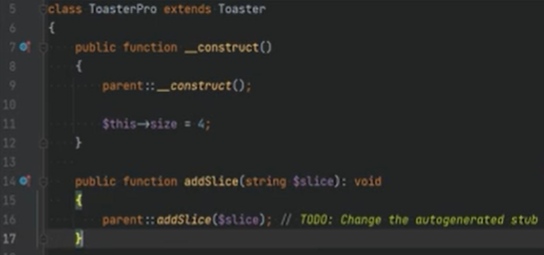 5 class ToasterPro extends Toaster
6 {
7 public function __construct()
8 {
9 parent::__construct();
10
11 $this->size = 4;
12 }
13
14 public function addSlice(string $slice): void
15 {
16 parent::addSlice($slice); // TODO: Change the autogenerated stub
17 }